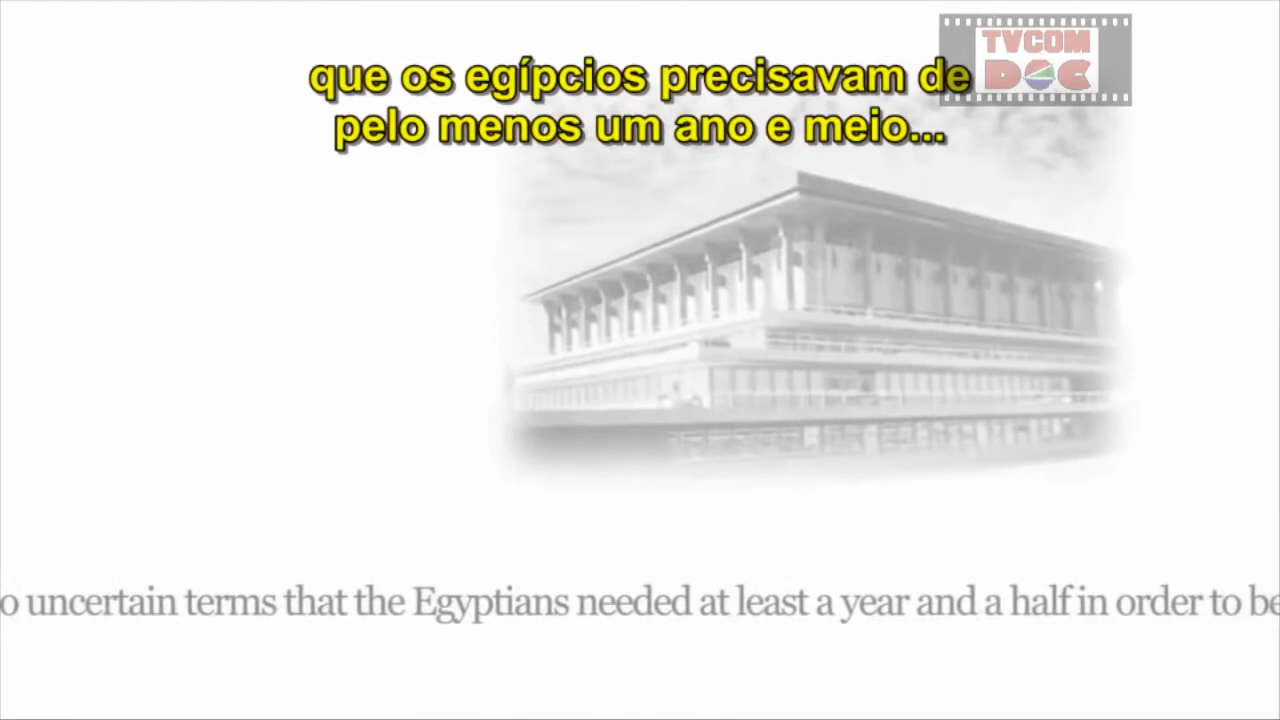 TVCOM
DOC
que os egípcios precisavam de
pelo menos um ano e meio...
o uncertain terms that the Egyptians needed at least a year and a half in order to be